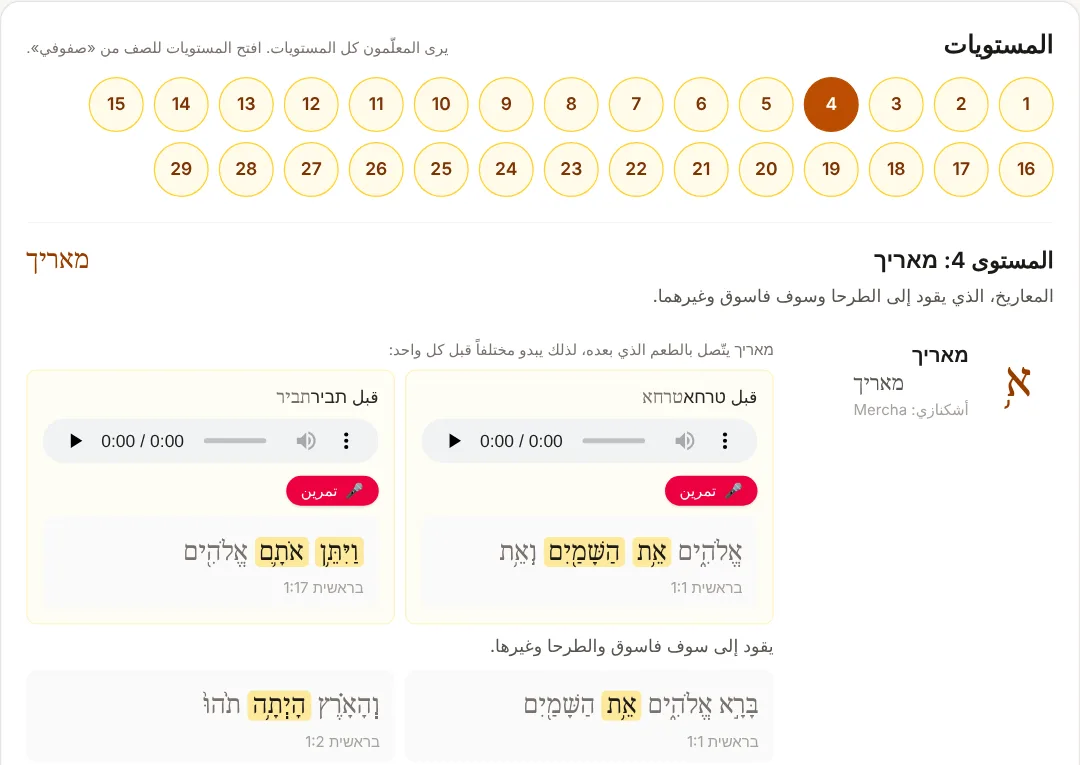 المستويات
يرى المعلّمون كل المستويات. افتح المستويات للصف من «صفوفي».
1 2 3 4 5 6 7 8 9 10 11 12 13 14 15
16 17 18 19 20 21 22 23 24 25 26 27 28 29
المستوى 4: מאריך
מאריך
المعاريخ، الذي يقود إلى الطرحا وسوف فاسوق وغيرهما.
אֵ֥
מאריך
מאריך
أشكنازي: Mercha
מאריך يتّصل بالطعم الذي بعده، لذلك يبدو مختلفاً قبل كل واحد:
قبل טרחאטרחא
0:00 / 0:00
🎤 تمرين
אֱלֹהִ֑ים אֵ֥ת הַשָּׁמַ֖יִם וְאֵ֥ת
בראשית 1:1
قبل תבירתביר
0:00 / 0:00
🎤 تمرين
וַיִּתֵּ֥ן אֹתָ֛ם אֱלֹהִ֖ים
בראשית 1:17
يقود إلى سوف فاسوق والطرحا وغيرها.
בָּרָ֣א אֱלֹהִ֑ים אֵ֥ת הַשָּׁמַ֖יִם
בראשית 1:1
וְהָאָ֗רֶץ הָיְתָ֥ה תֹ֙הוּ֙
בראשית 1:2